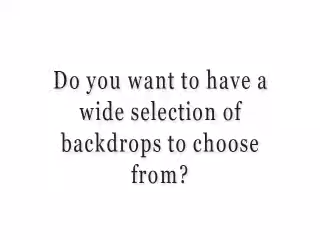 Do you want to have a
wide selection of
backdrops to choose
from?